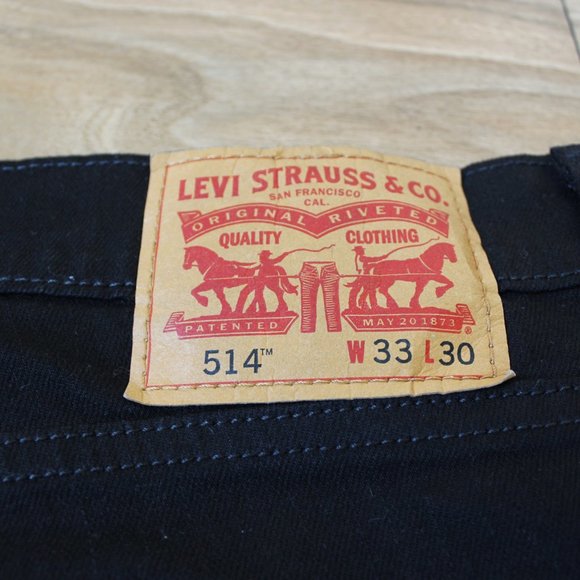 LEVI STRAUSS & CO.
SAN FRANCISCO
CAL.
ORIGINAL RIVETED
QUALITY CLOTHING
PATENTED MAY 20 1873 ®
514™ W 33 L 30